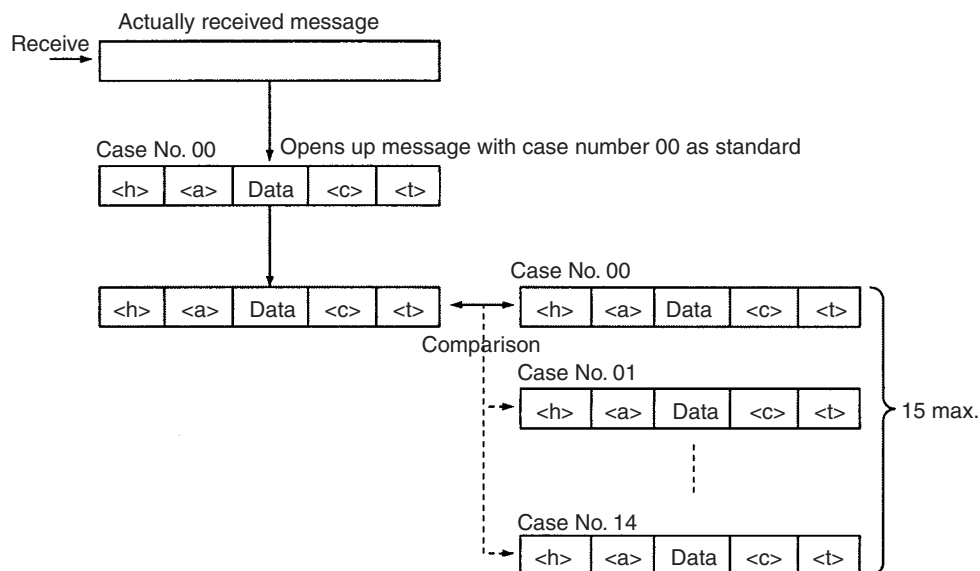 Actually received message
Receive
Case No. 00
Opens up message with case number 00 as standard
<h> <a> Data <c> <t>
Case No. 00
<h> <a> Data <c> <t>
<h> <a> Data <c> <t>
Comparison
Case No. 01
<h> <a> Data <c> <t>
15 max.
Case No. 14
<h> <a> Data <c> <t>